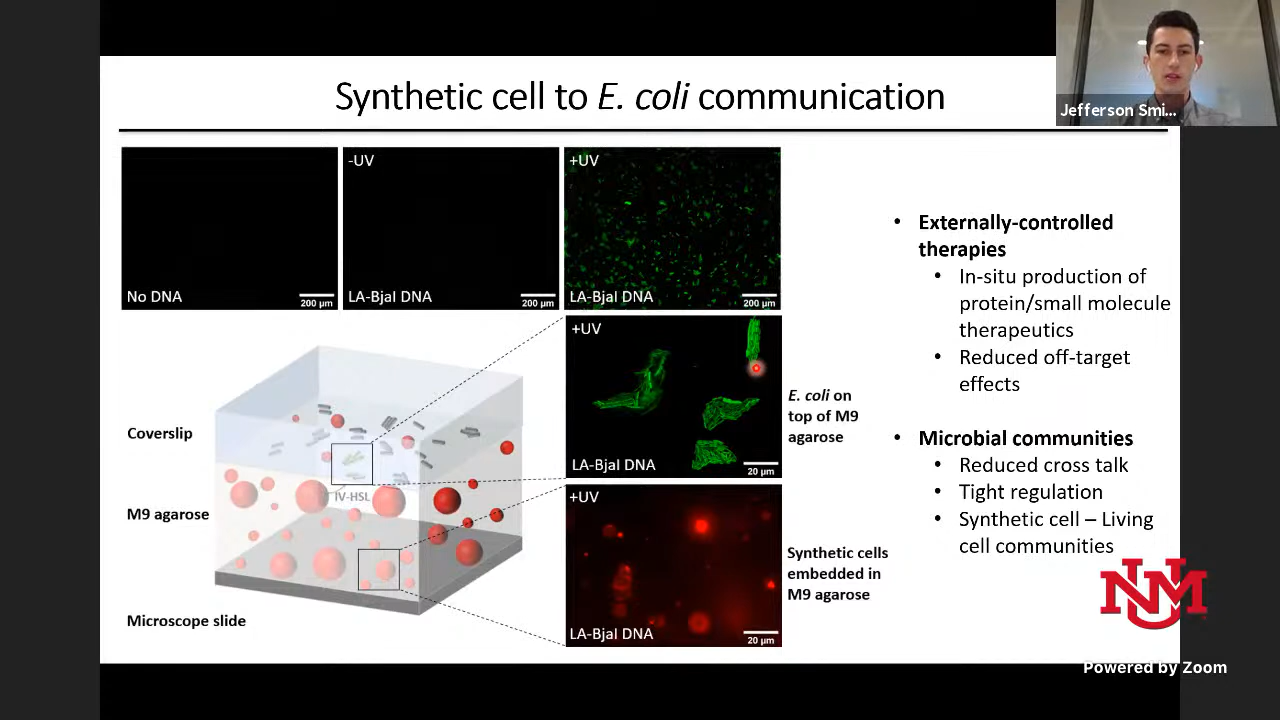 Synthetic cell to E. coli communication
Jefferson Smi...
No DNA
200 µm
-UV
LA-BjaI DNA
200 µm
+UV
LA-BjaI DNA
200 µm
+UV
LA-BjaI DNA
20 µm
E. coli on
top of M9
agarose
+UV
LA-BjaI DNA
20 µm
Synthetic cells
embedded in
M9 agarose
Coverslip
IV-HSL
M9 agarose
Microscope slide
• Externally-controlled
therapies
• In-situ production of
protein/small molecule
therapeutics
• Reduced off-target
effects
• Microbial communities
• Reduced cross talk
• Tight regulation
• Synthetic cell – Living
cell communities
UNM
Powered by Zoom